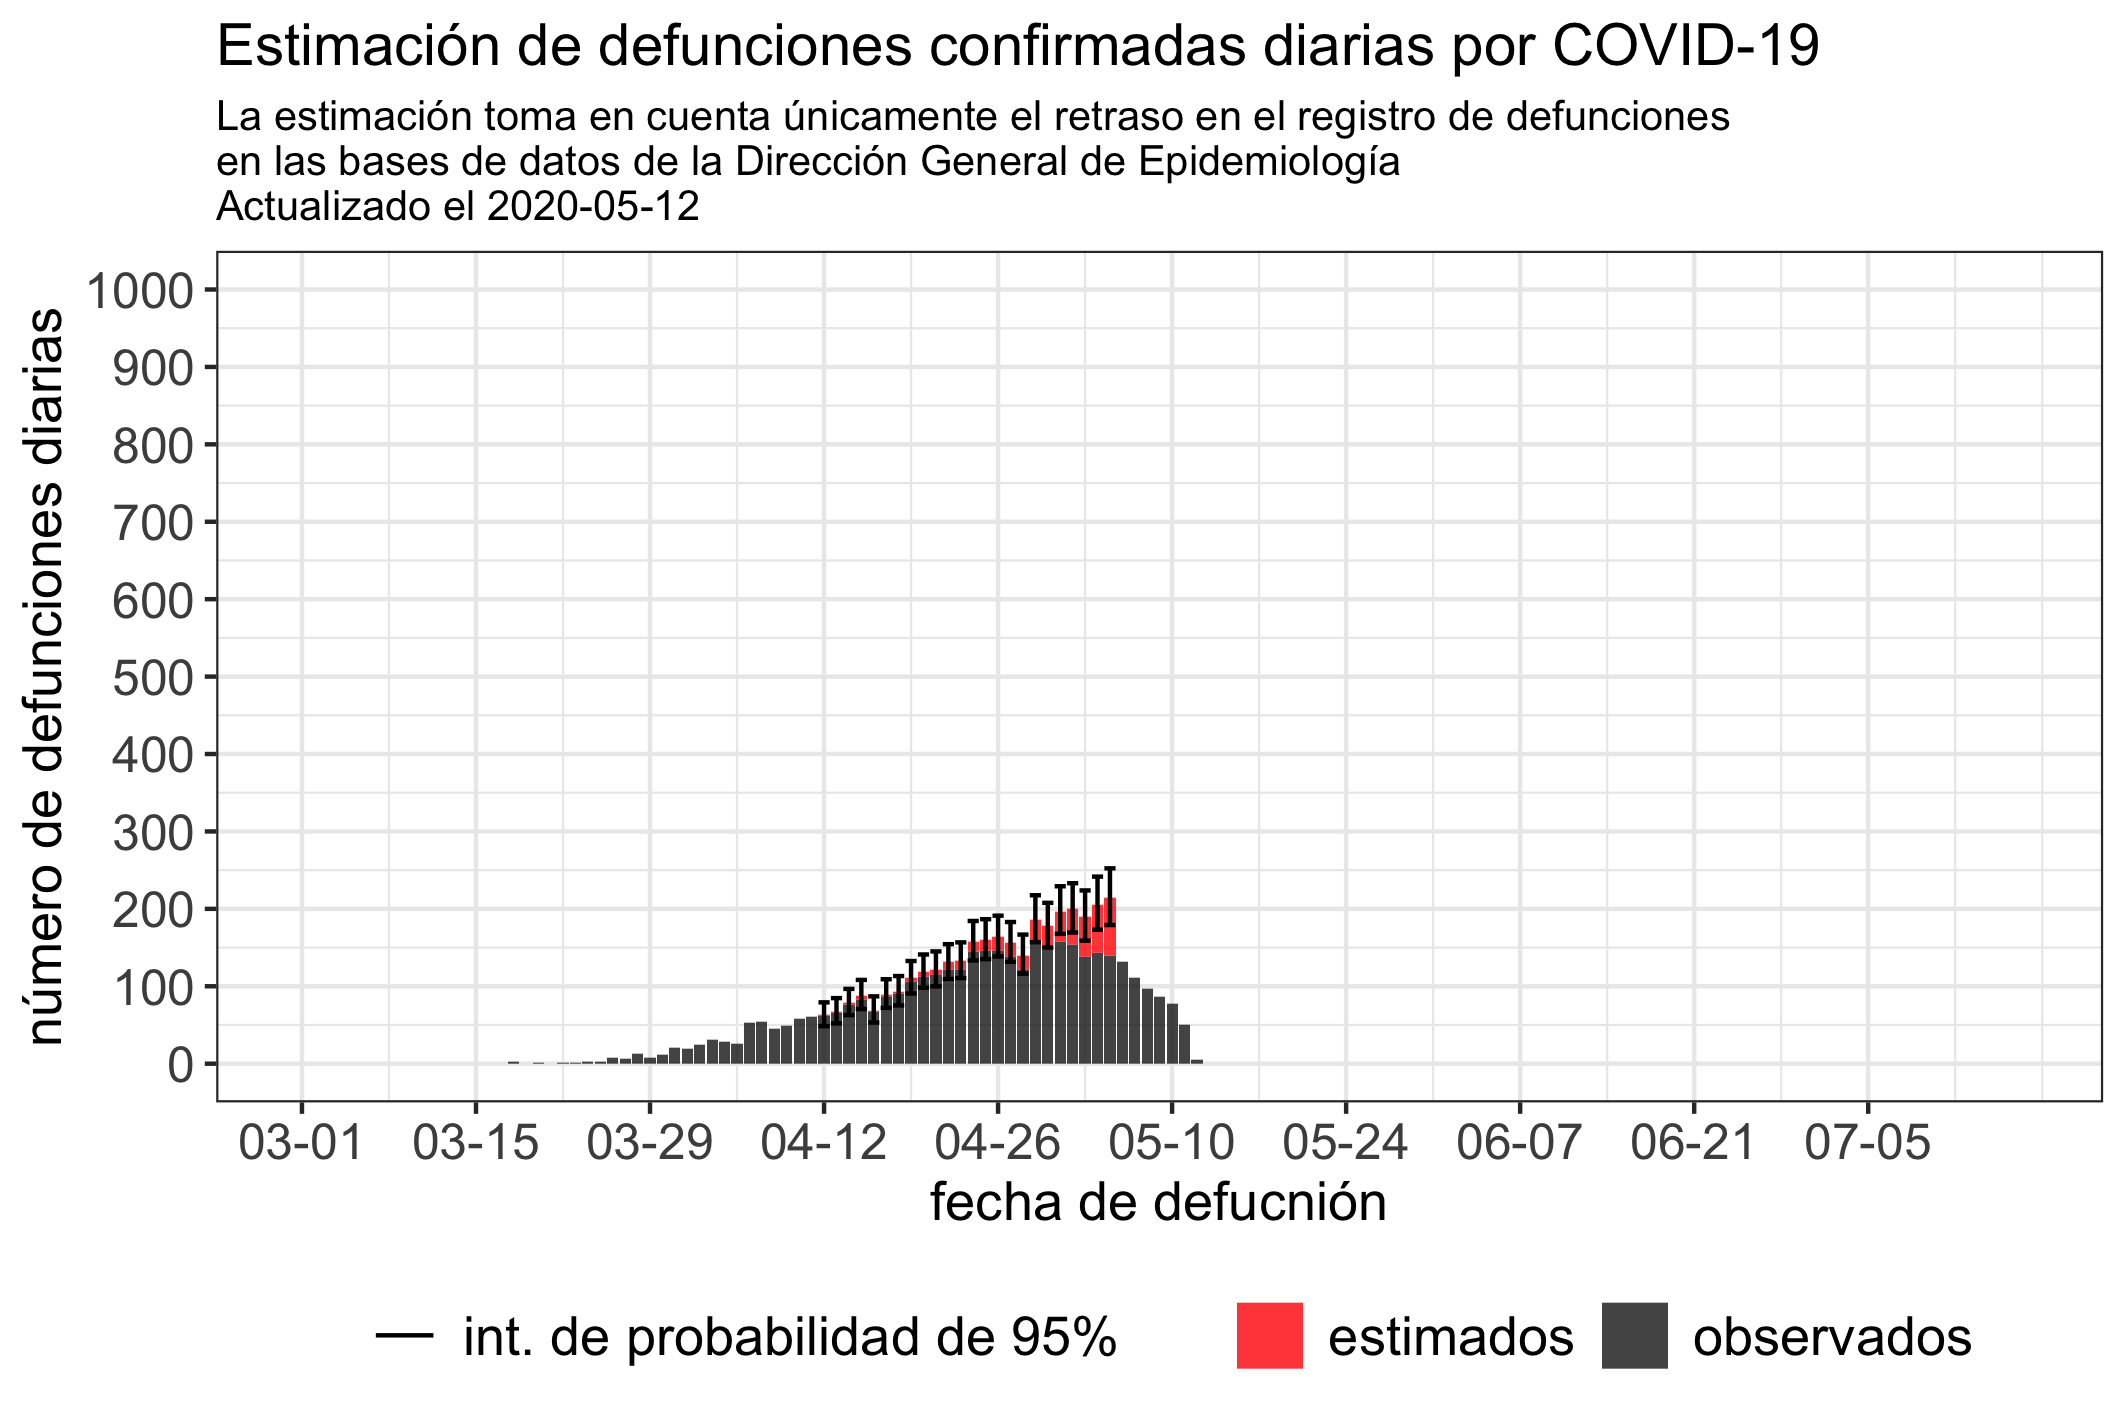 Estimación de defunciones confirmadas diarias por COVID-19
La estimación toma en cuenta únicamente el retraso en el registro de defunciones
en las bases de datos de la Dirección General de Epidemiología
Actualizado el 2020-05-12
número de defunciones diarias
1000
900
800
700
600
500
400
300
200
100
0
03-01 03-15 03-29 04-12 04-26 05-10 05-24 06-07 06-21 07-05
fecha de defucnión
int. de probabilidad de 95% estimados observados